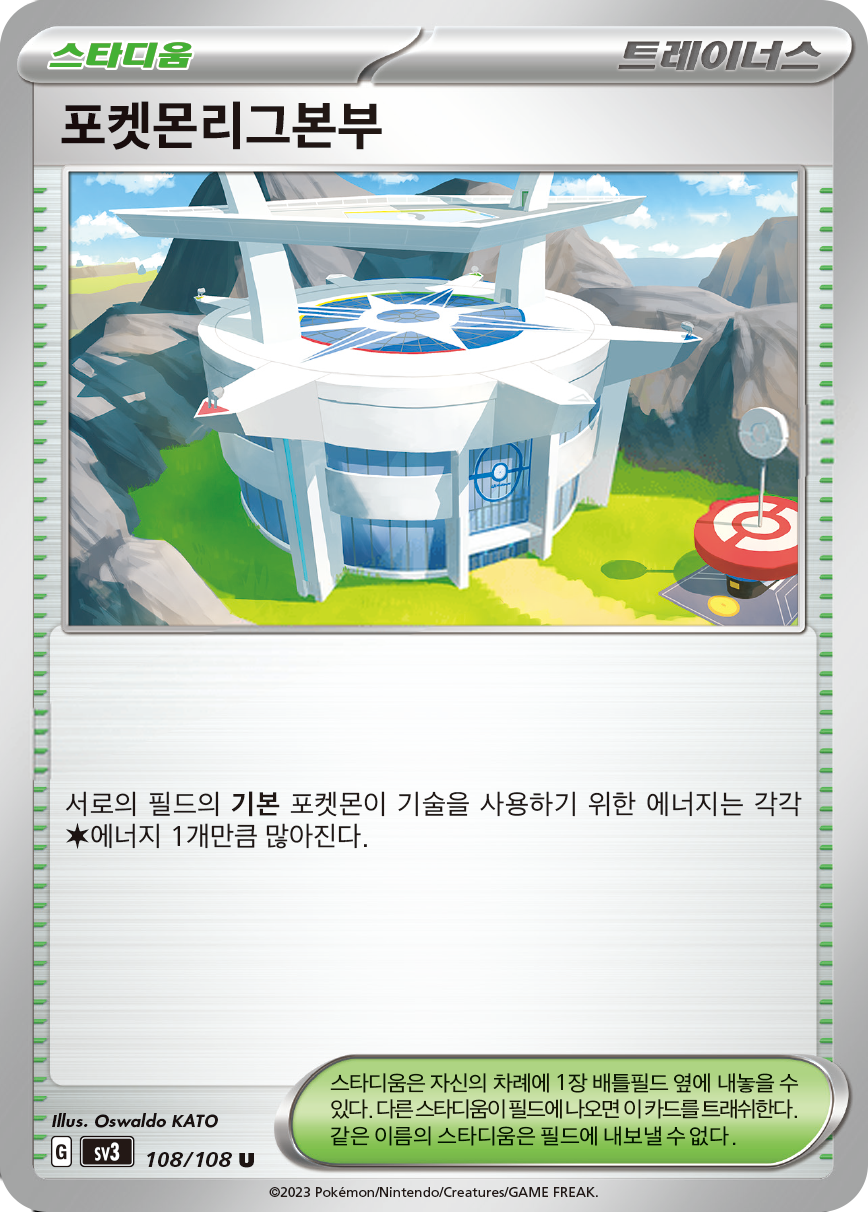 스타디움
트레이너스
포켓몬리그본부
서로의 필드의 기본 포켓몬이 기술을 사용하기 위한 에너지는 각각
✶에너지 1개만큼 많아진다.
스타디움은 자신의 차례에 1장 배틀필드 옆에 내놓을 수
있다. 다른 스타디움이 필드에 나오면 이 카드를 트래쉬한다.
같은 이름의 스타디움은 필드에 내보낼 수 없다.
Illus. Oswaldo KATO
G sv3 108/108 U
©2023 Pokémon/Nintendo/Creatures/GAME FREAK.